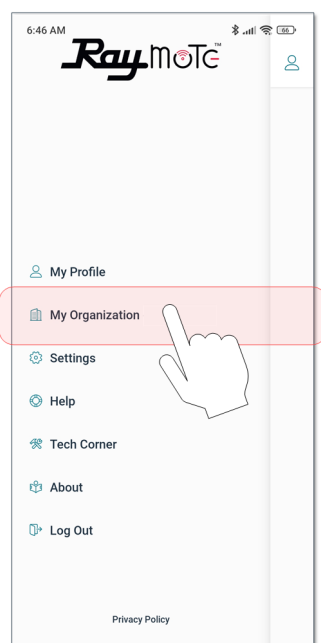 6:46 AM 66
Raymote™
My Profile
My Organization
Settings
Help
Tech Corner
About
Log Out
Privacy Policy